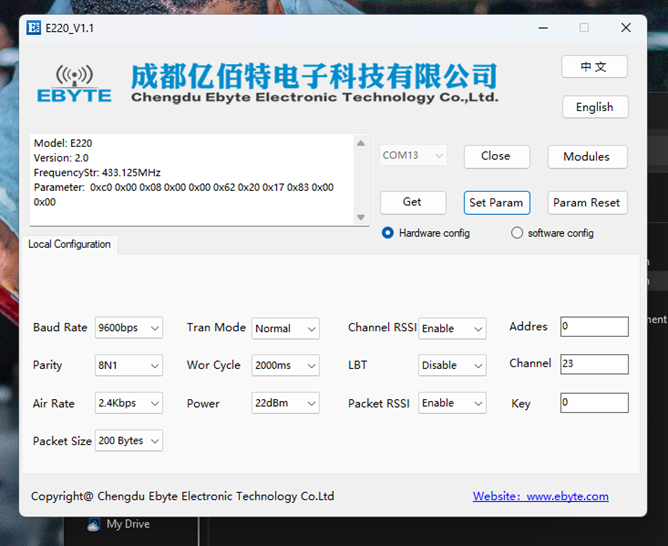 E220_V1.1
中 文
EBYTE
成都亿佰特电子科技有限公司
Chengdu Ebyte Electronic Technology Co.,Ltd.
English
Model: E220
Version: 2.0
FrequencyStr: 433.125MHz
Parameter: 0xc0 0x00 0x08 0x00 0x00 0x62 0x20 0x17 0x83 0x00
0x00
COM13 Close Modules
Get Set Param Param Reset
Hardware config software config
Local Configuration
Baud Rate 9600bps Tran Mode Normal Channel RSSI Enable Addres 0
Parity 8N1 Wor Cycle 2000ms LBT Disable Channel 23
Air Rate 2.4Kbps Power 22dBm Packet RSSI Enable Key 0
Packet Size 200 Bytes
Copyright@ Chengdu Ebyte Electronic Technology Co.Ltd Website: www.ebyte.com
My Drive